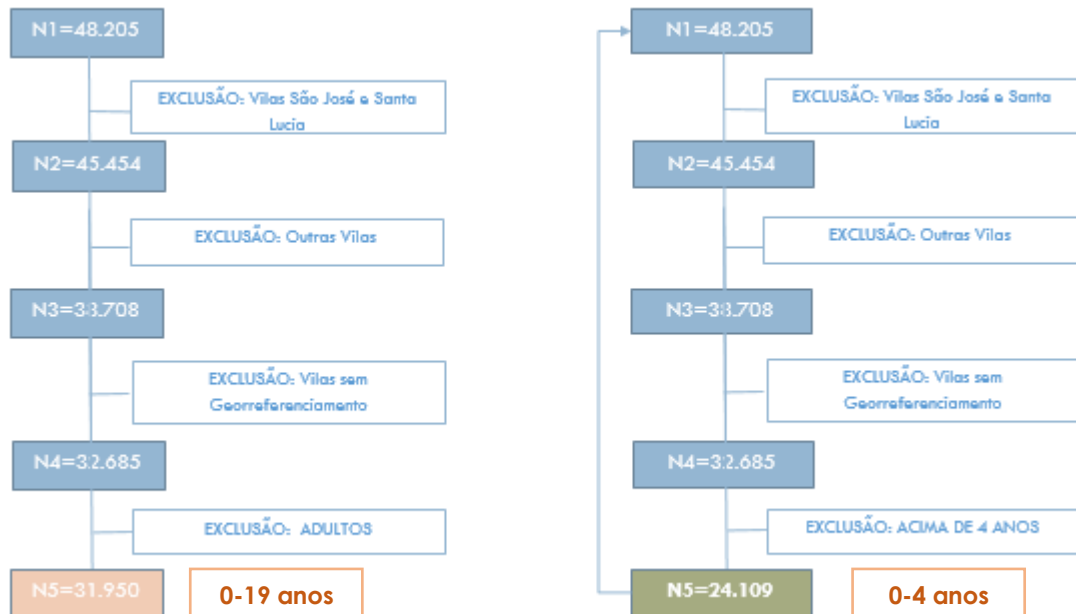 N1=48.205
EXCLUSÃO: Vilas São José e Santa
Lucia
N2=45.454
EXCLUSÃO: Outras Vilas
N3=38.708
EXCLUSÃO: Vilas sem
Georreferenciamento
N4=32.685
EXCLUSÃO: ADULTOS
N5=31.950
0-19 anos
N1=48.205
EXCLUSÃO: Vilas São José e Santa
Lucia
N2=45.454
EXCLUSÃO: Outras Vilas
N3=38.708
EXCLUSÃO: Vilas sem
Georreferenciamento
N4=32.685
EXCLUSÃO: ACIMA DE 4 ANOS
N5=24.109
0-4 anos